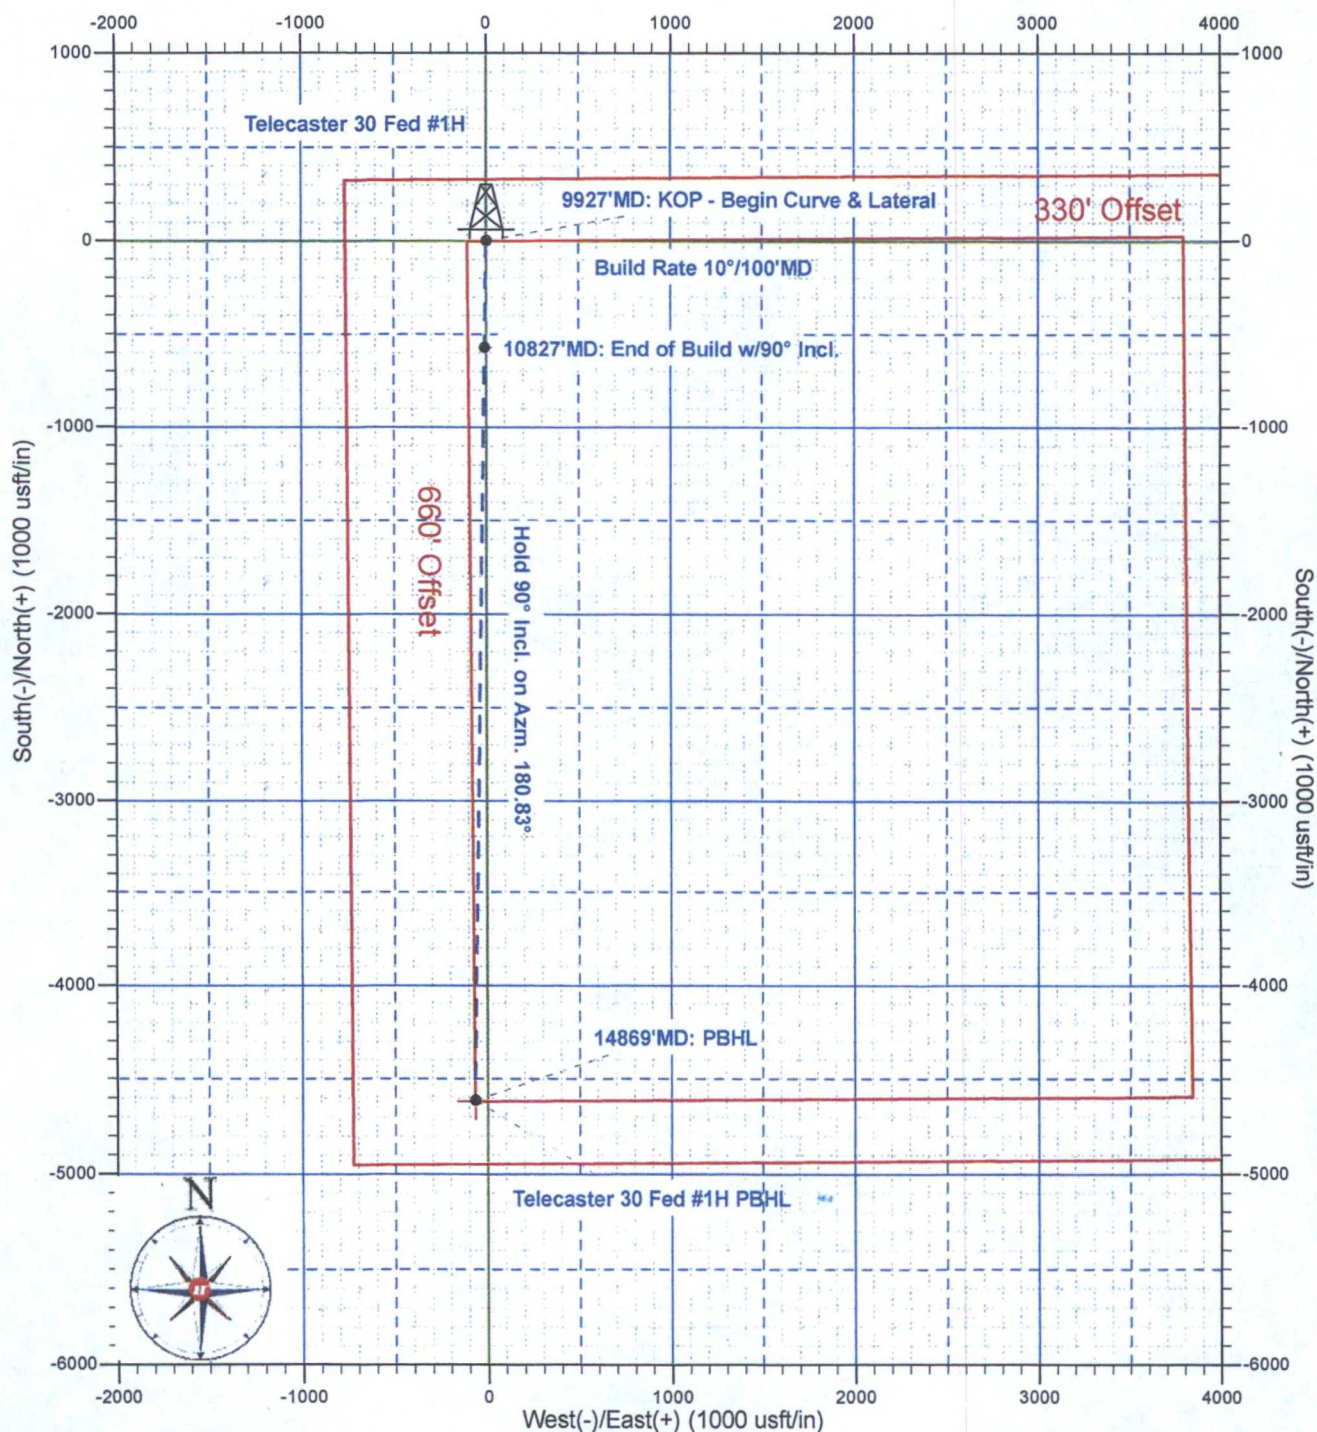 -2000 -1000 0 1000 2000 3000 4000
1000 1000
Telecaster 30 Fed #1H
9927'MD: KOP - Begin Curve & Lateral
330' Offset
0 0
Build Rate 10°/100'MD
10827'MD: End of Build w/90° Incl.
-1000 -1000
South(-)/North(+) (1000 usft/in)
660' Offset
Hold 90° Incl. on Azm. 180.83°
South(-)/North(+) (1000 usft/in)
-2000 -2000
-3000 -3000
-4000 -4000
14869'MD: PBHL
-5000 -5000
Telecaster 30 Fed #1H PBHL
N
-6000 -6000
-2000 -1000 0 1000 2000 3000 4000
West(-)/East(+) (1000 usft/in)